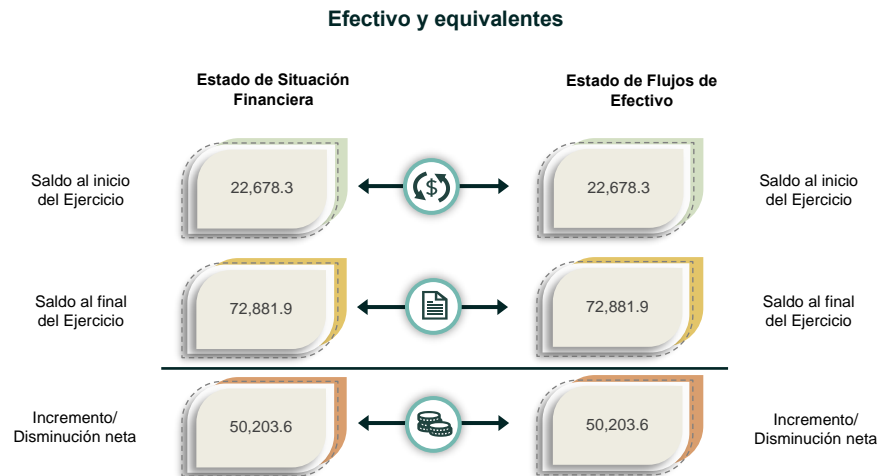 Efectivo y equivalentes
Estado de Situación
Financiera
Estado de Flujos de
Efectivo
Saldo al inicio
del Ejercicio
22,678.3
$
22,678.3
Saldo al inicio
del Ejercicio
Saldo al final
del Ejercicio
72,881.9
72,881.9
Saldo al final
del Ejercicio
Incremento/
Disminución neta
50,203.6
50,203.6
Incremento/
Disminución neta